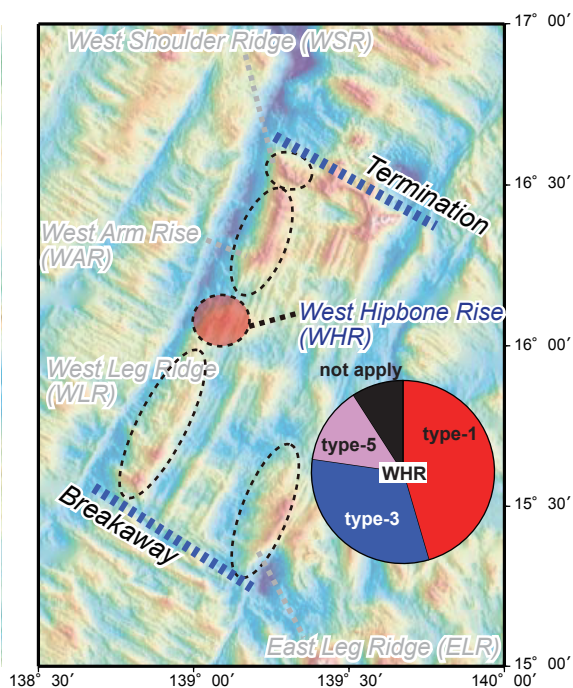 17° 00'
West Shoulder Ridge (WSR)
Termination
16° 30'
West Arm Rise
(WAR)
West Hipbone Rise
(WHR)
16° 00'
West Leg Ridge
(WLR)
not apply
type-1
type-5
WHR
type-3
15° 30'
Breakaway
East Leg Ridge (ELR)
15° 00'
138° 30'
139° 00'
139° 30'
140° 00'